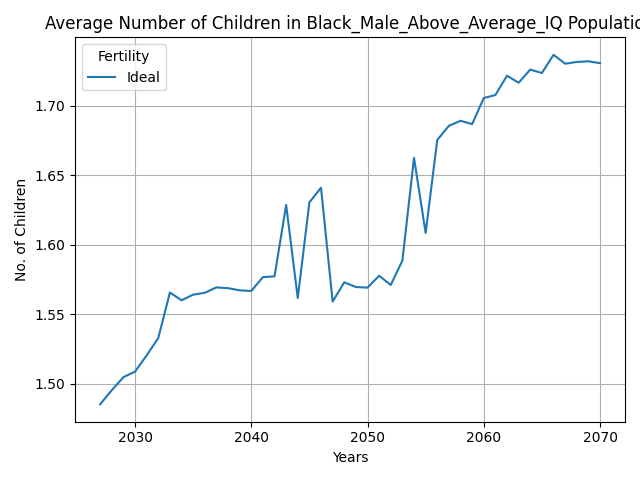 Average Number of Children in Black_Male_Above_Average_IQ Populatio
Fertility
Ideal
No. of Children
1.70
1.65
1.60
1.55
1.50
2030 2040 2050 2060 2070
Years